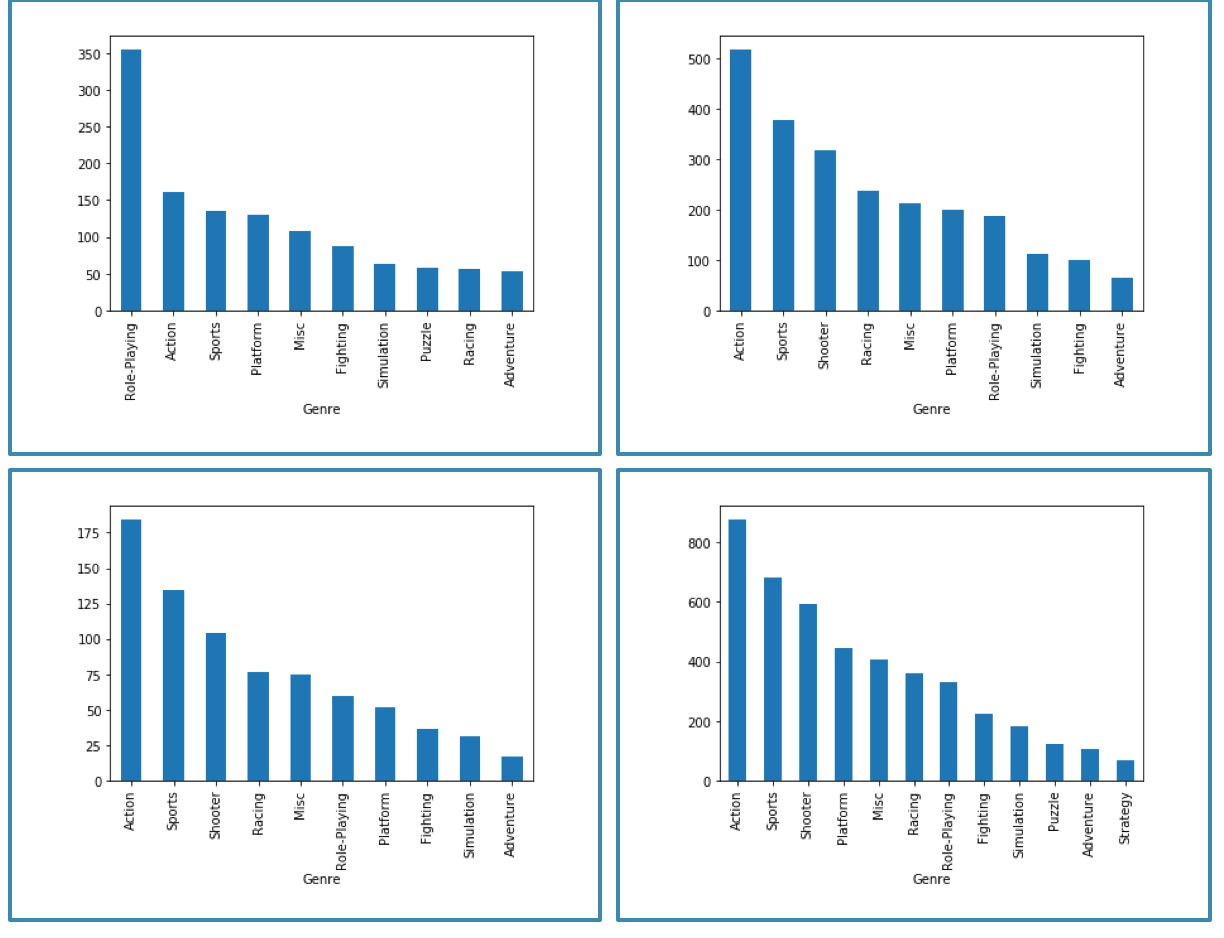 350
300
250
200
150
100
50
0
Role-Playing
Action
Sports
Platform
Misc
Fighting
Simulation
Puzzle
Racing
Adventure
Genre
500
400
300
200
100
0
Action
Sports
Shooter
Racing
Misc
Platform
Role-Playing
Simulation
Fighting
Adventure
Genre
175
150
125
100
75
50
25
0
Action
Sports
Shooter
Racing
Misc
Role-Playing
Platform
Fighting
Simulation
Adventure
Genre
800
600
400
200
0
Action
Sports
Shooter
Platform
Misc
Racing
Role-Playing
Fighting
Simulation
Puzzle
Adventure
Strategy
Genre